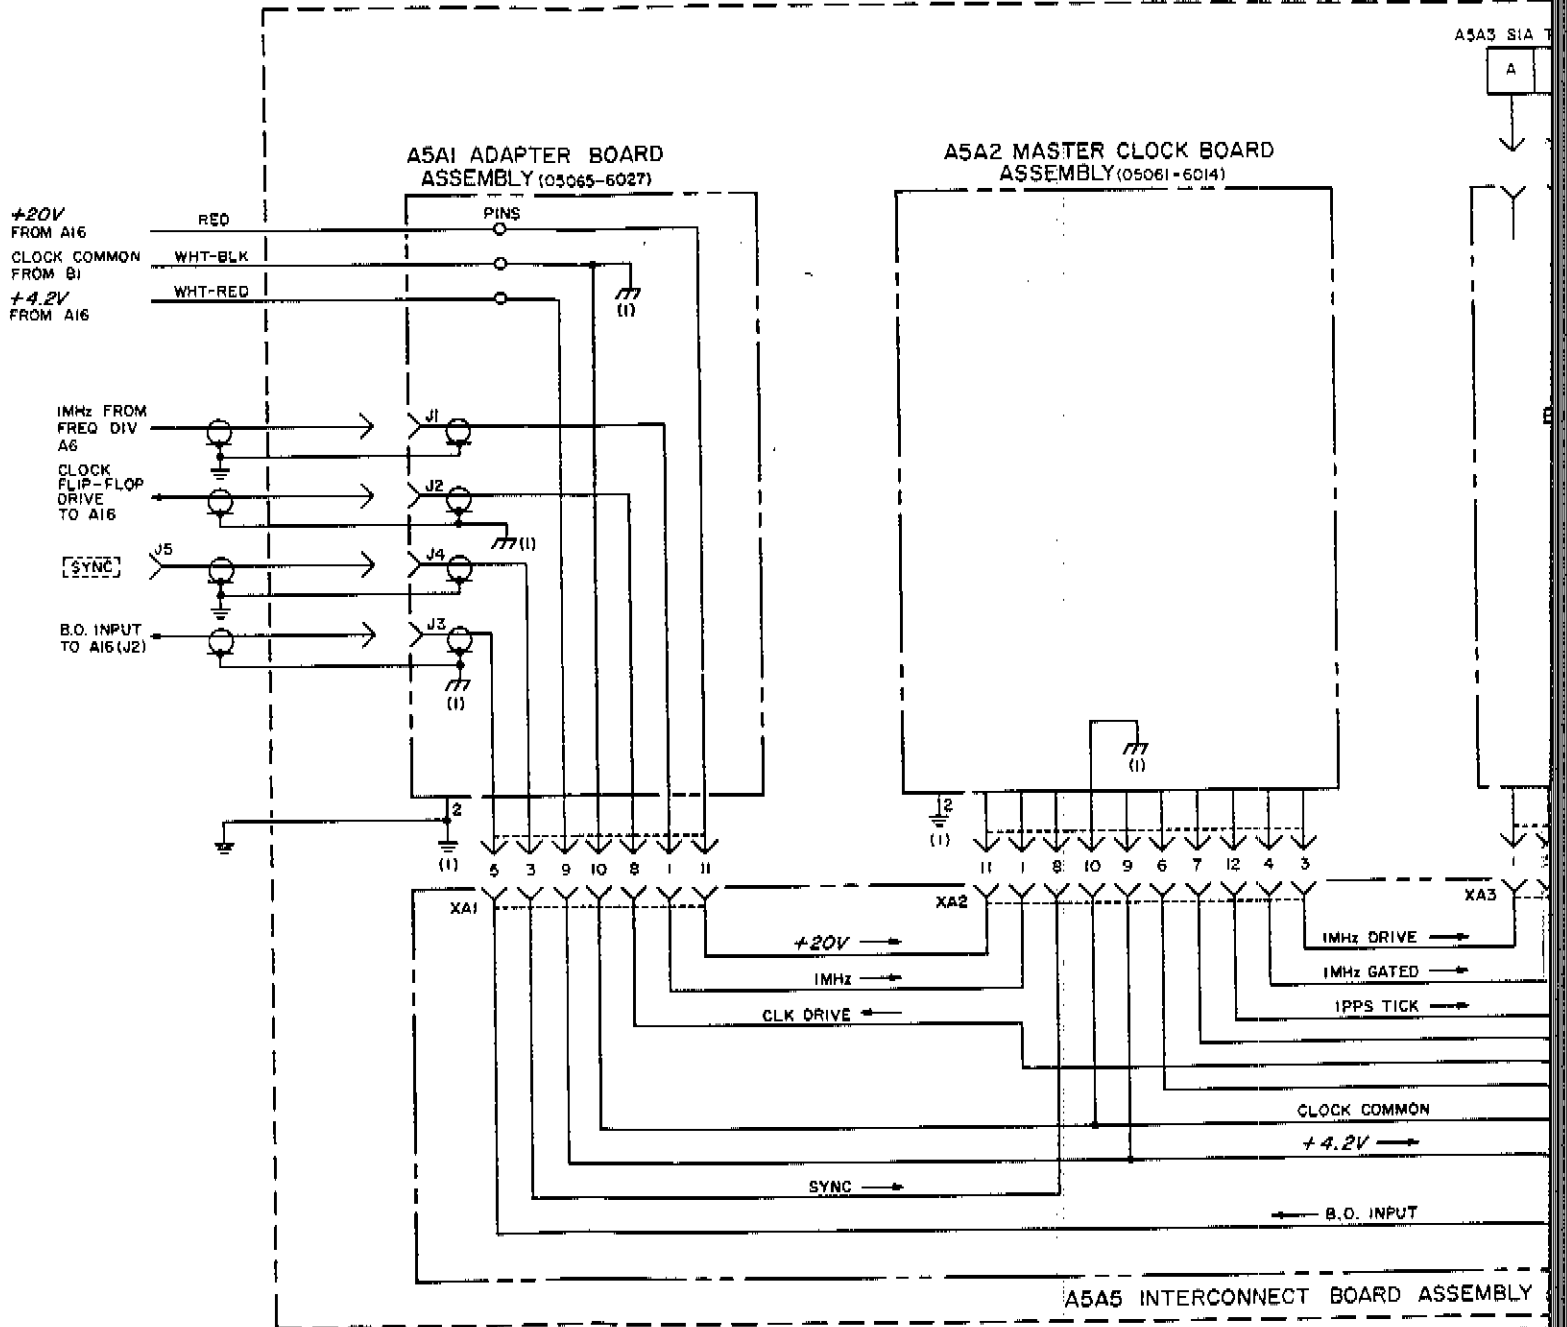 A5A3 SIA
A
A5A1 ADAPTER BOARD
ASSEMBLY (05065-6027)
A5A2 MASTER CLOCK BOARD
ASSEMBLY (05061-6014)
+20V
FROM A16
RED
PINS
CLOCK COMMON
FROM B1
WHT-BLK
+4.2V
FROM A16
WHT-RED
(1)
1MHz FROM
FREQ DIV
A6
J1
CLOCK
FLIP-FLOP
DRIVE
TO A16
J2
(1)
SYNC
J5
J4
B.O. INPUT
TO A16(J2)
J3
(1)
(1)
2
(1)
2
(1)
5 3 9 10 8 1 11
11 1 8 10 9 6 7 12 4 3
1
XA1
XA2
XA3
+20V
1MHz DRIVE
1MHz
1MHz GATED
CLK DRIVE
1PPS TICK
CLOCK COMMON
+4.2V
SYNC
B.O. INPUT
A5A5 INTERCONNECT BOARD ASSEMBLY